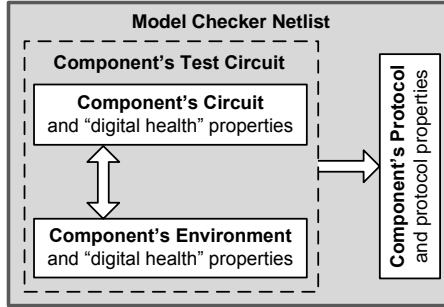 Model Checker Netlist
Component's Test Circuit
Component's Circuit
and "digital health" properties
Component's Environment
and "digital health" properties
Component's Protocol
and protocol properties